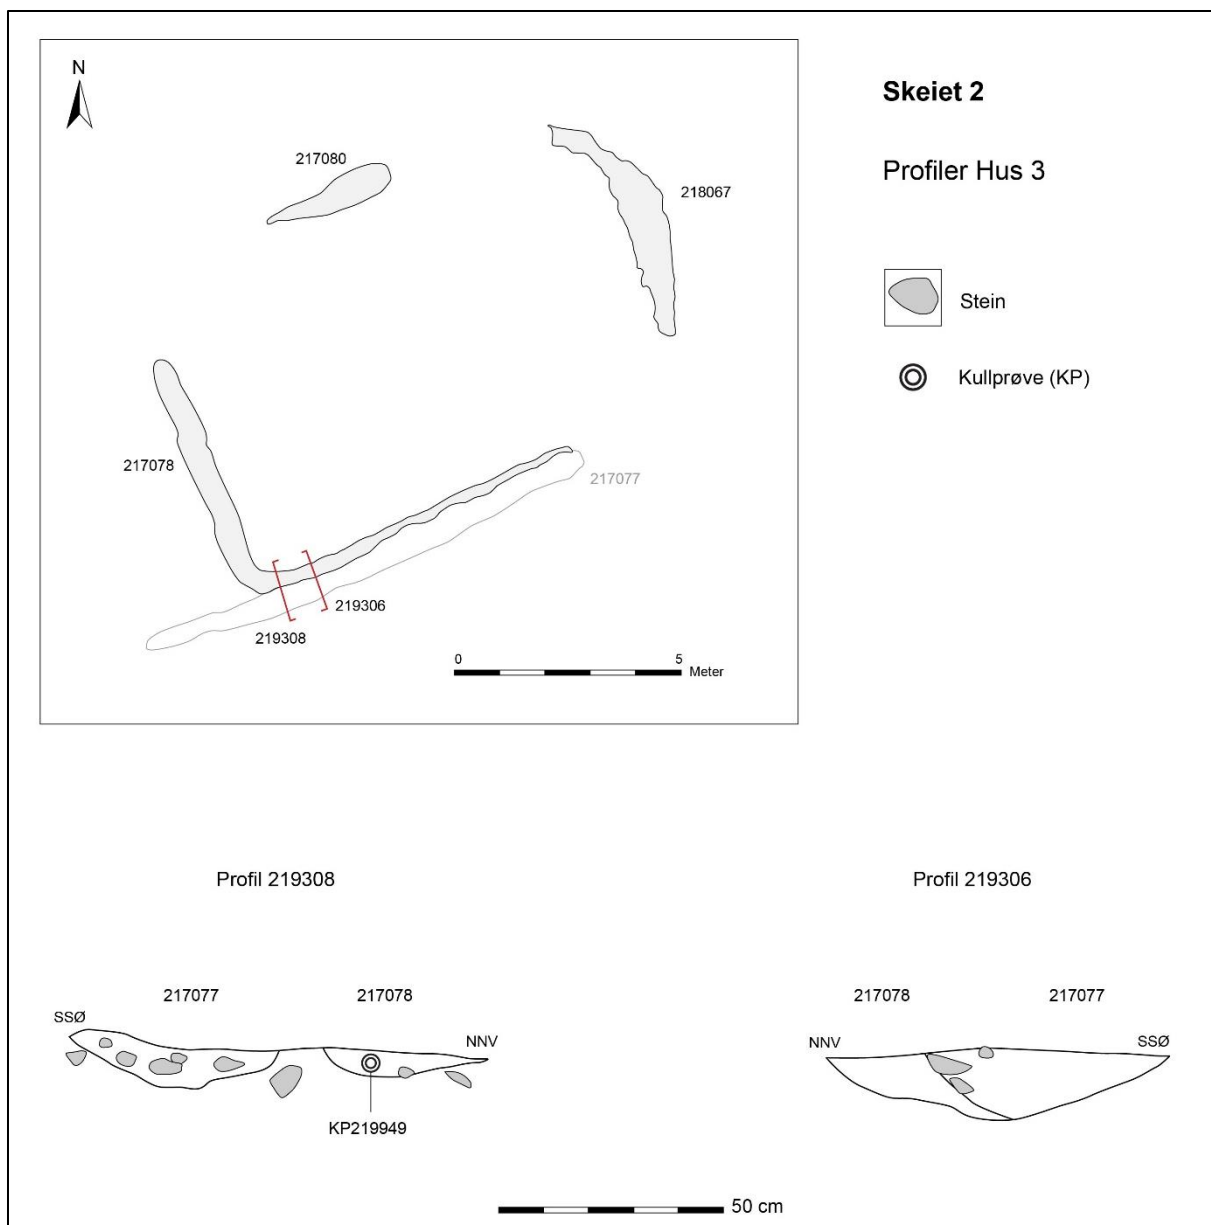 N
217080
218067
217078
217077
219306
219308
0
5
Meter
Skeiet 2
Profiler Hus 3
Stein
Kullprøve (KP)
Profil 219308
217077
217078
SSØ
NNV
KP219949
Profil 219306
217078
217077
NNV
SSØ
50 cm